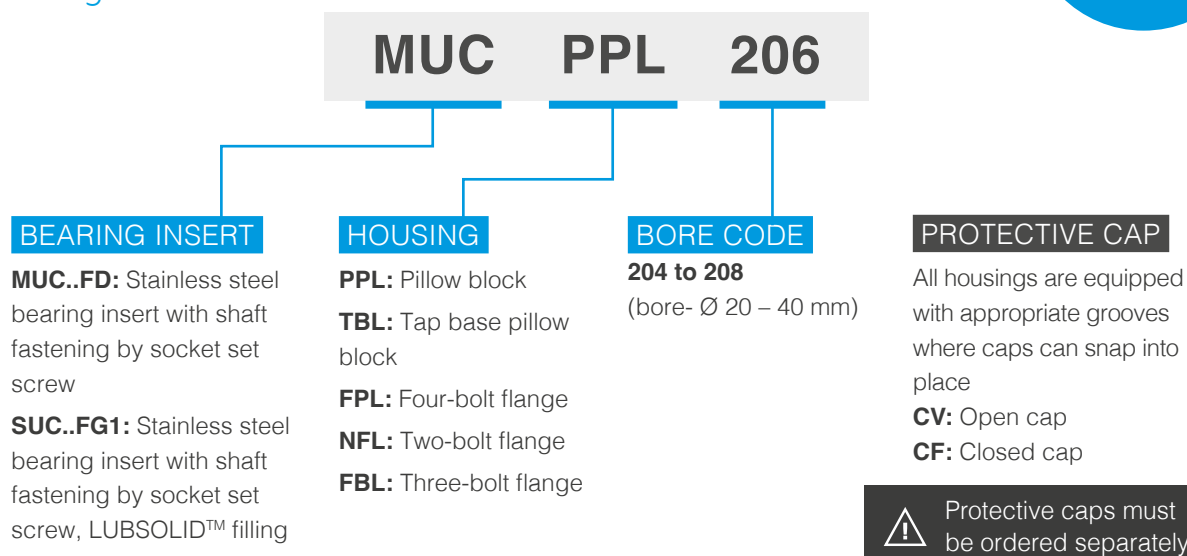 MUC PPL 206
BEARING INSERT
MUC..FD: Stainless steel
bearing insert with shaft
fastening by socket set
screw
SUC..FG1: Stainless steel
bearing insert with shaft
fastening by socket set
screw, LUBSOLID™ filling
HOUSING
PPL: Pillow block
TBL: Tap base pillow
block
FPL: Four-bolt flange
NFL: Two-bolt flange
FBL: Three-bolt flange
BORE CODE
204 to 208
(bore- Ø 20 – 40 mm)
PROTECTIVE CAP
All housings are equipped
with appropriate grooves
where caps can snap into
place
CV: Open cap
CF: Closed cap
Protective caps must
be ordered separately